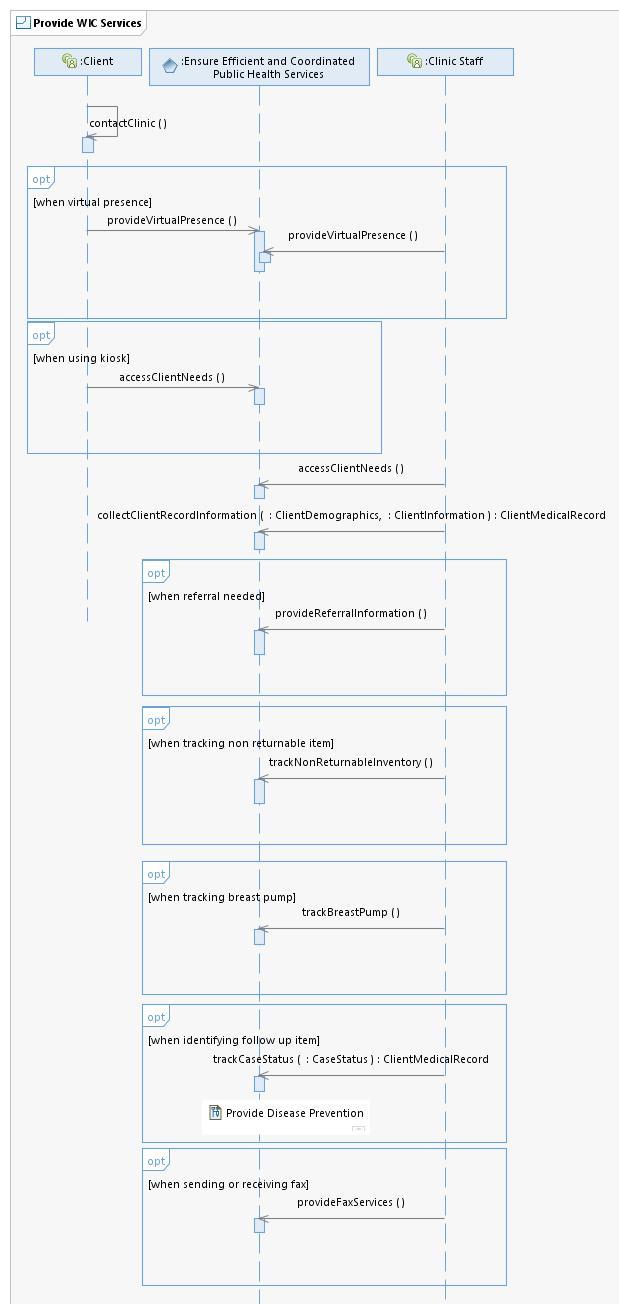 Provide WIC Services
:Client
:Ensure Efficient and Coordinated
Public Health Services
:Clinic Staff
contactClinic ( )
opt
[when virtual presence]
provideVirtualPresence ( )
provideVirtualPresence ( )
opt
[when using kiosk]
accessClientNeeds ( )
accessClientNeeds ( )
collectClientRecordInformation ( : ClientDemographics, : ClientInformation ) : ClientMedicalRecord
opt
[when referral needed]
provideReferralInformation ( )
opt
[when tracking non returnable item]
trackNonReturnableInventory ( )
opt
[when tracking breast pump]
trackBreastPump ( )
opt
[when identifying follow up item]
trackCaseStatus ( : CaseStatus ) : ClientMedicalRecord
Provide Disease Prevention
opt
[when sending or receiving fax]
provideFaxServices ( )